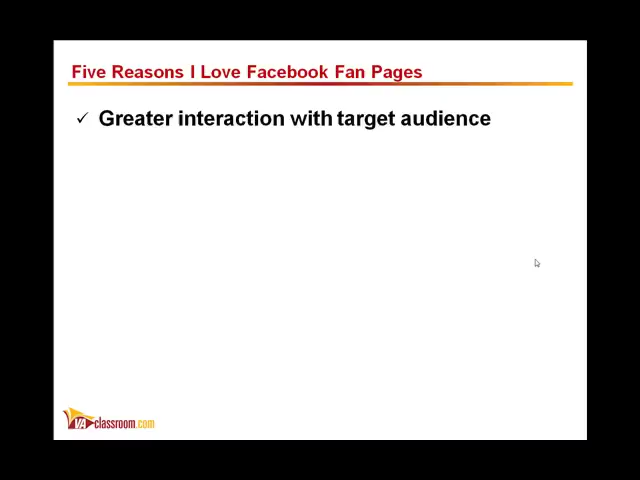 Five Reasons I Love Facebook Fan Pages
✓ Greater interaction with target audience
VAclassroom.com